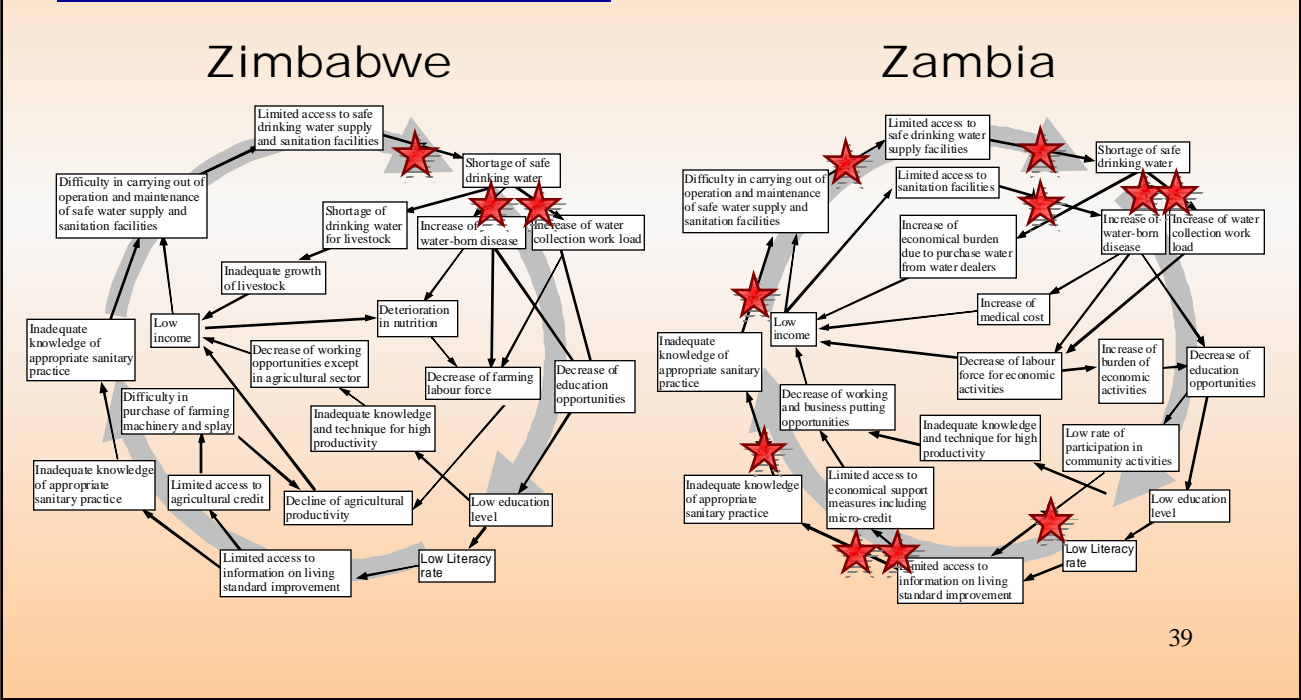 Zimbabwe
Limited access to safe
drinking water supply
and sanitation facilities
Shortage of safe
drinking water
Difficulty in carrying out of
operation and maintenance
of safe water supply and
sanitation facilities
Shortage of
drinking water
for livestock
Increase of
water-born disease
Increase of water
collection work load
Inadequate growth
of livestock
Deterioration
in nutrition
Low
income
Inadequate
knowledge of
appropriate sanitary
practice
Decrease of working
opportunities except
in agricultural sector
Decrease of farming
labour force
Decrease of
education
opportunities
Difficulty in
purchase of farming
machinery and splay
Inadequate knowledge
and technique for high
productivity
Inadequate knowledge
of appropriate
sanitary practice
Limited access to
agricultural credit
Decline of agricultural
productivity
Low education
level
Limited access to
information on living
standard improvement
Low Literacy
rate
Zambia
Limited access to
safe drinking water
supply facilities
Shortage of safe
drinking water
Difficulty in carrying out of
operation and maintenance
of safe water supply and
sanitation facilities
Limited access to
sanitation facilities
Increase of
economical burden
due to purchase water
from water dealers
Increase of
water-born
disease
Increase of water
collection work
load
Increase of
medical cost
Low
income
Inadequate
knowledge of
appropriate sanitary
practice
Decrease of labour
force for economic
activities
Increase of
burden of
economic
activities
Decrease of
education
opportunities
Decrease of working
and business putting
opportunities
Inadequate knowledge
and technique for high
productivity
Low rate of
participation in
community activities
Inadequate knowledge
of appropriate
sanitary practice
Limited access to
economical support
measures including
micro-credit
Low education
level
Low Literacy
rate
Limited access to
information on living
standard improvement
39